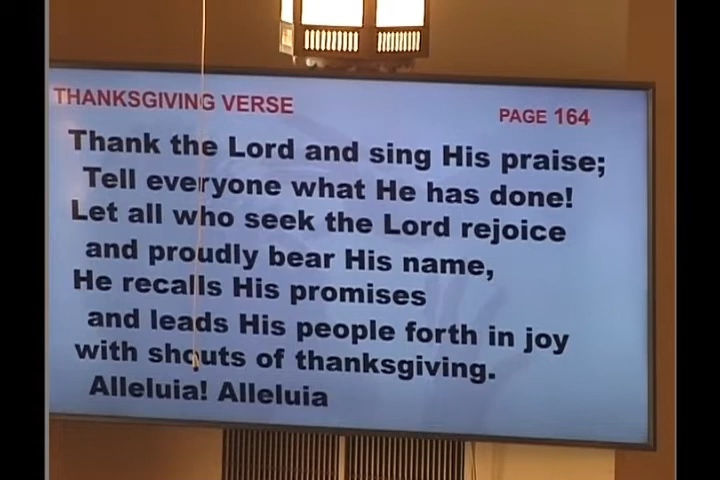 THANKSGIVING VERSE PAGE 164
Thank the Lord and sing His praise;
Tell everyone what He has done!
Let all who seek the Lord rejoice
and proudly bear His name,
He recalls His promises
and leads His people forth in joy
with shouts of thanksgiving.
Alleluia! Alleluia